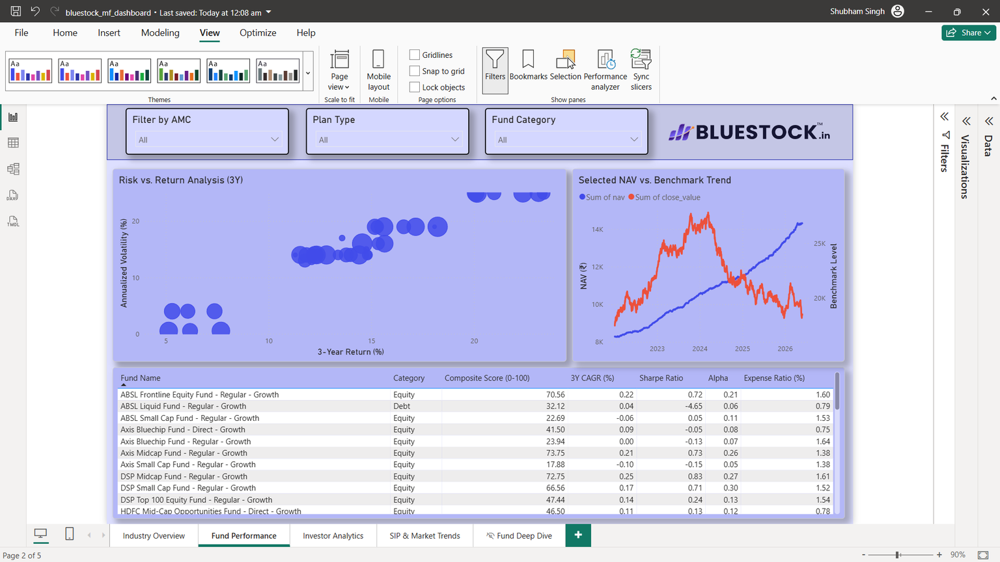 bluestock_mf_dashboard • Last saved: Today at 12:08 am
Shubham Singh
File Home Insert Modeling View Optimize Help
Share
Aa Aa Aa Aa Aa Aa
Themes
Page view
Scale to fit
Mobile layout
Mobile
Gridlines
Snap to grid
Lock objects
Page options
Filters
Bookmarks
Selection
Performance analyzer
Sync slicers
Show panes
DAX
TMDL
Filter by AMC
All
Plan Type
All
Fund Category
All
BLUESTOCK™.in
Filters
Visualizations
Data
Risk vs. Return Analysis (3Y)
Annualized Volatility (%)
20
10
0
5 10 15 20
3-Year Return (%)
Selected NAV vs. Benchmark Trend
Sum of nav Sum of close_value
NAV (₹)
14K
12K
10K
8K
25K
20K
Benchmark Level
2023 2024 2025 2026
Fund Name Category Composite Score (0-100) 3Y CAGR (%) Sharpe Ratio Alpha Expense Ratio (%)
ABSL Frontline Equity Fund - Regular - Growth Equity 70.56 0.22 0.72 0.21 1.60
ABSL Liquid Fund - Regular - Growth Debt 32.12 0.04 -4.65 0.06 0.79
ABSL Small Cap Fund - Regular - Growth Equity 22.69 -0.06 0.05 0.11 1.53
Axis Bluechip Fund - Direct - Growth Equity 41.50 0.09 -0.05 0.08 0.75
Axis Bluechip Fund - Regular - Growth Equity 23.94 0.00 -0.13 0.07 1.64
Axis Midcap Fund - Regular - Growth Equity 73.75 0.21 0.73 0.26 1.38
Axis Small Cap Fund - Regular - Growth Equity 17.88 -0.10 -0.15 0.05 1.38
DSP Midcap Fund - Regular - Growth Equity 72.75 0.25 0.83 0.27 1.61
DSP Small Cap Fund - Regular - Growth Equity 66.56 0.17 0.71 0.30 1.52
DSP Top 100 Equity Fund - Regular - Growth Equity 47.44 0.14 0.24 0.13 1.54
HDFC Mid-Cap Opportunities Fund - Direct - Growth Equity 46.50 0.11 0.13 0.12 0.78
Industry Overview Fund Performance Investor Analytics SIP & Market Trends Fund Deep Dive +
Page 2 of 5
- + 90%